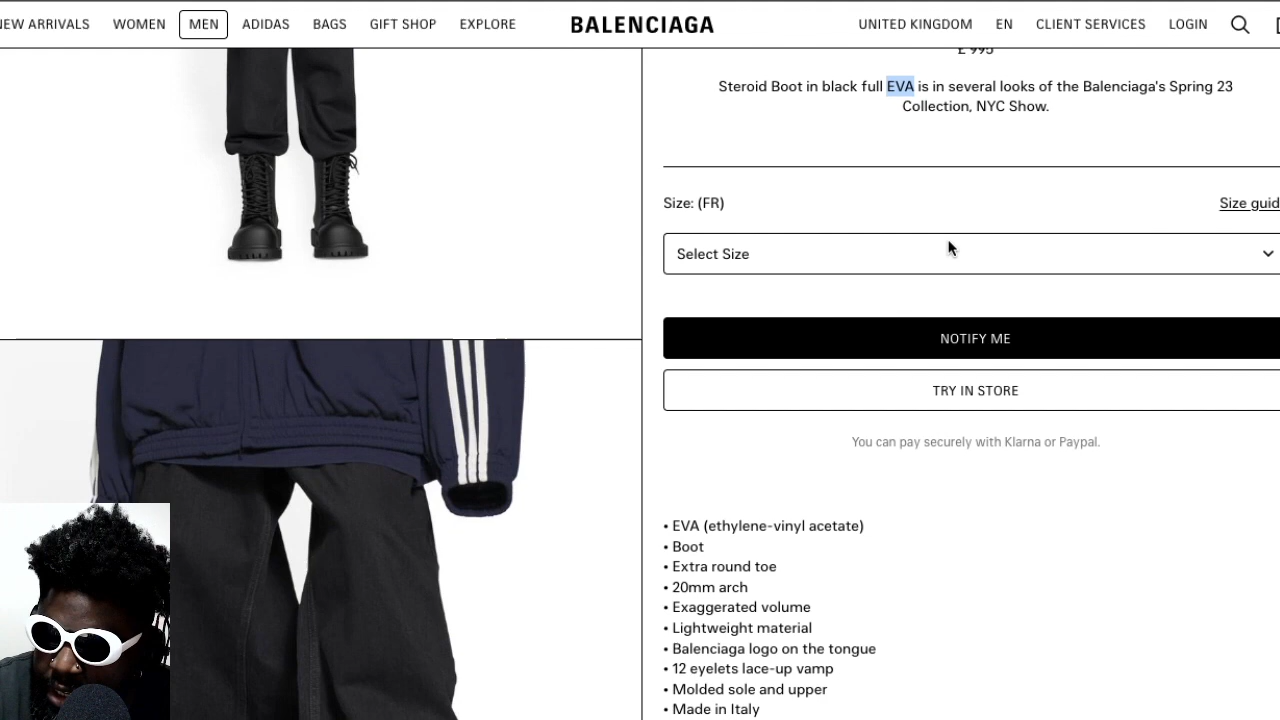 NEW ARRIVALS WOMEN MEN ADIDAS BAGS GIFT SHOP EXPLORE BALENCIAGA UNITED KINGDOM EN CLIENT SERVICES LOGIN
£ 995
Steroid Boot in black full EVA is in several looks of the Balenciaga's Spring 23
Collection, NYC Show.
Size: (FR) Size guid
Select Size
NOTIFY ME
TRY IN STORE
You can pay securely with Klarna or Paypal.
• EVA (ethylene-vinyl acetate)
• Boot
• Extra round toe
• 20mm arch
• Exaggerated volume
• Lightweight material
• Balenciaga logo on the tongue
• 12 eyelets lace-up vamp
• Molded sole and upper
• Made in Italy